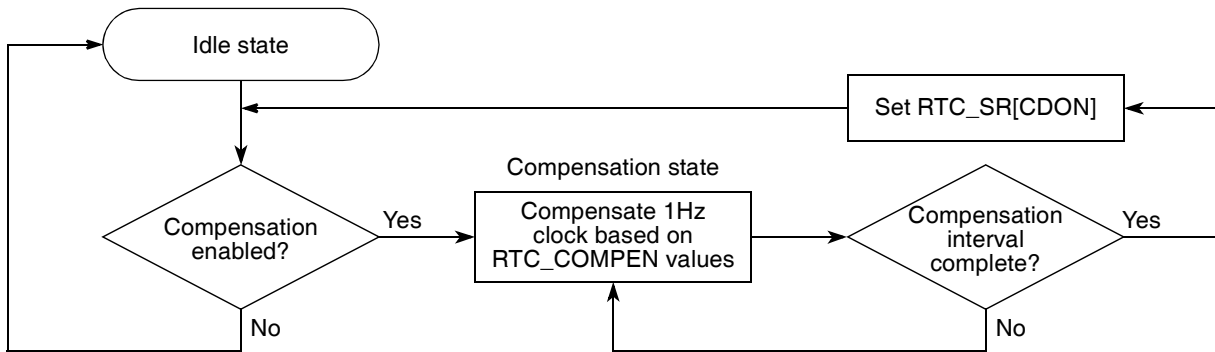 Idle state
Set RTC_SR[CDON]
Compensation state
Compensation
enabled?
Yes
Compensate 1Hz
clock based on
RTC_COMPEN values
Compensation
interval
complete?
Yes
No
No